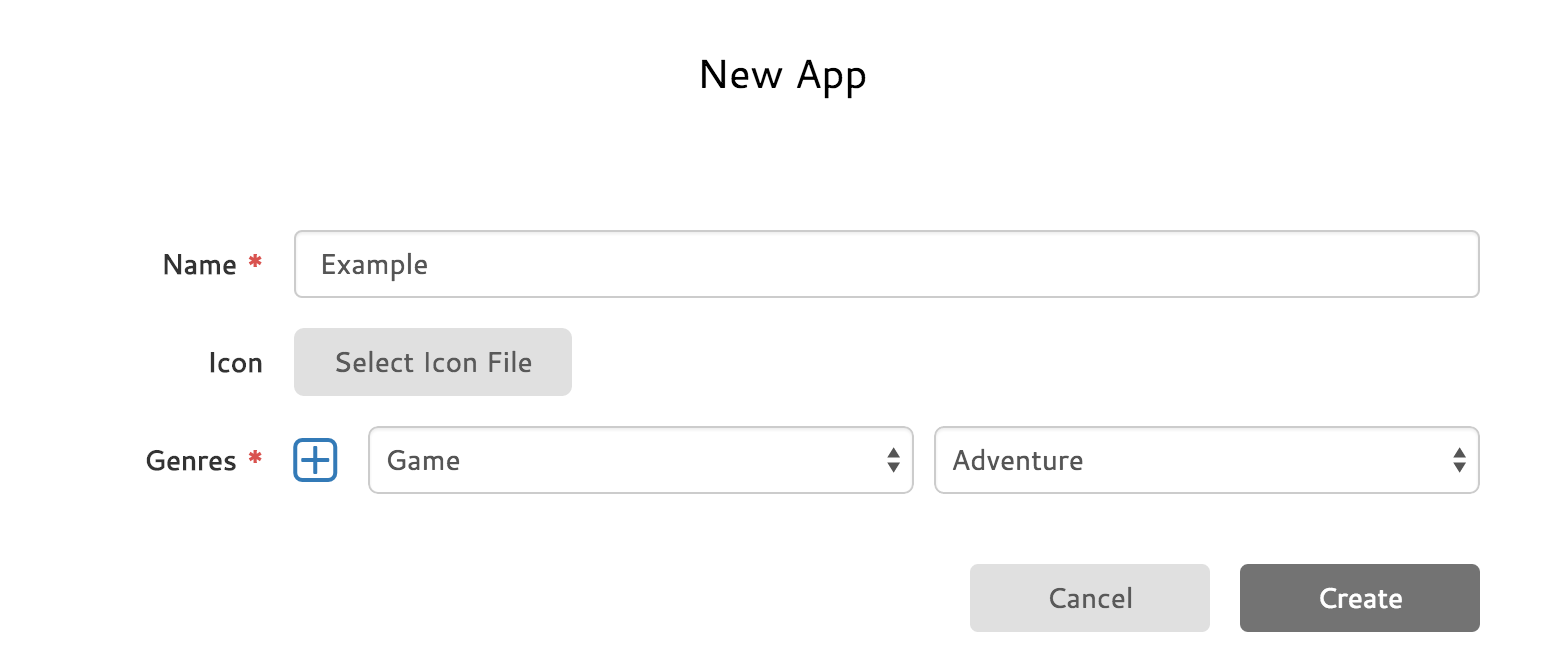 New App
Name * Example
Icon Select Icon File
Genres * Game Adventure
Cancel Create